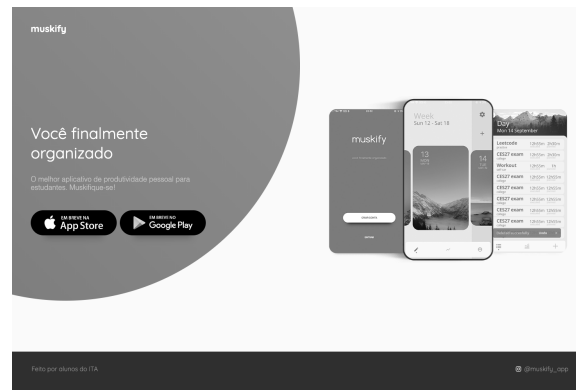 muskify
Você finalmente
organizado
O melhor aplicativo de produtividade pessoal para
estudantes. Muskifique-se!
EM BREVE NA
App Store
EM BREVE NO
Google Play
muskify
Week
Sun 12 - Sat 18
13
14
Day
Mon 14 September
Leetcode
CES27 exam
Workout
CES27 exam
CES27 exam
CES27 exam
CES27 exam
CES27 exam
Feito por alunos do ITA
@muskify_app